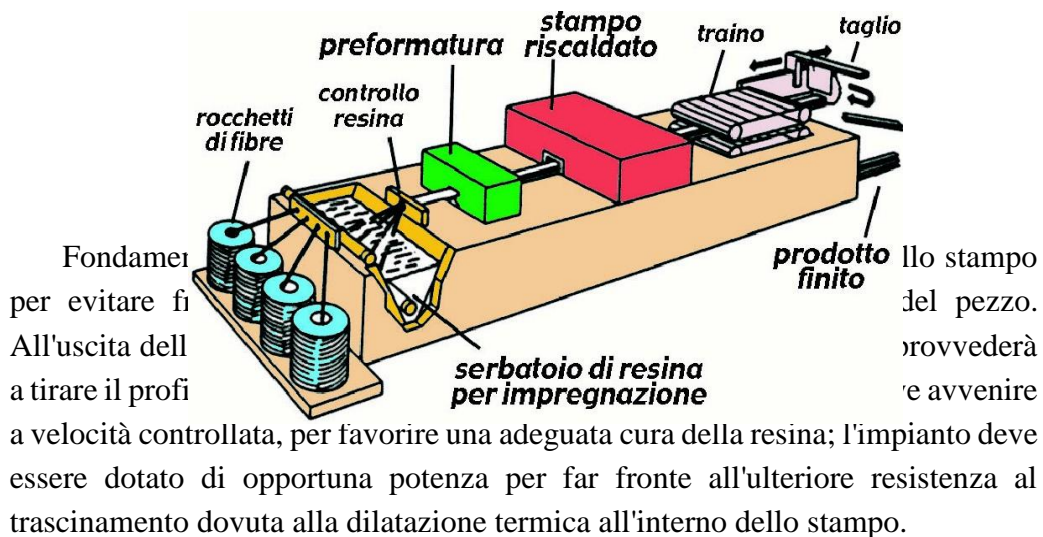 stampo
riscaldato
preformatura
traino
taglio
controllo
resina
rocchetti
di fibre
prodotto
finito
serbatoio di resina
per impregnazione
llo stampo
per evitare del pezzo.
All'uscita provvederà
a tirare il avvenire
a velocità controllata, per favorire una adeguata cura della resina; l'impianto deve
essere dotato di opportuna potenza per far fronte all'ulteriore resistenza al
trascinamento dovuta alla dilatazione termica all'interno dello stampo.